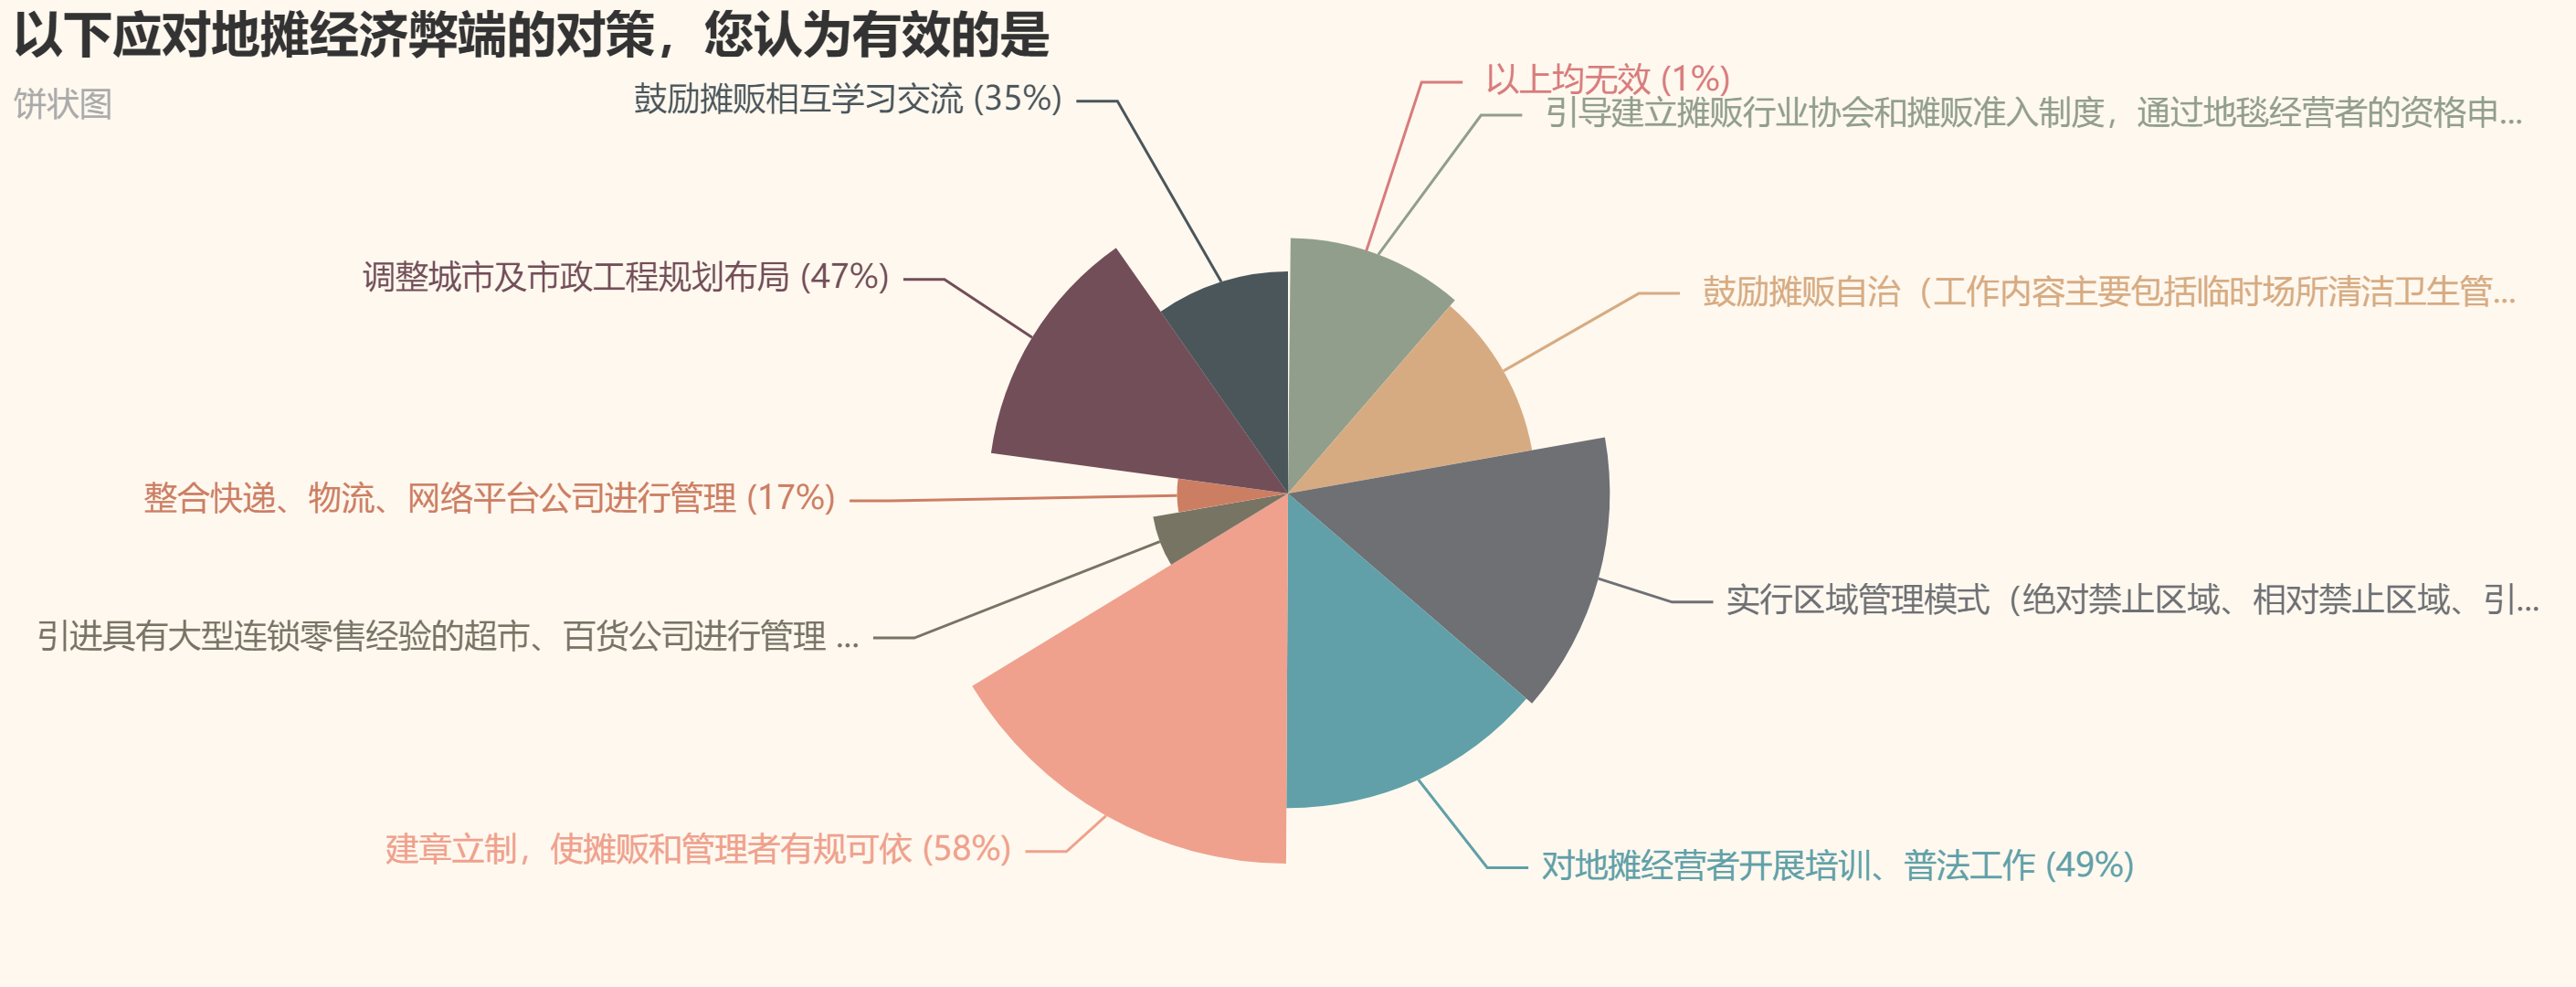 以下应对地摊经济弊端的对策，您认为有效的是
饼状图
鼓励摊贩相互学习交流 (35%)
以上均无效 (1%)
引导建立摊贩行业协会和摊贩准入制度，通过地毯经营者的资格申...
调整城市及市政工程规划布局 (47%)
鼓励摊贩自治（工作内容主要包括临时场所清洁卫生管...
整合快递、物流、网络平台公司进行管理 (17%)
实行区域管理模式（绝对禁止区域、相对禁止区域、引...
引进具有大型连锁零售经验的超市、百货公司进行管理 ...
建章立制，使摊贩和管理者有规可依 (58%)
对地摊经营者开展培训、普法工作 (49%)